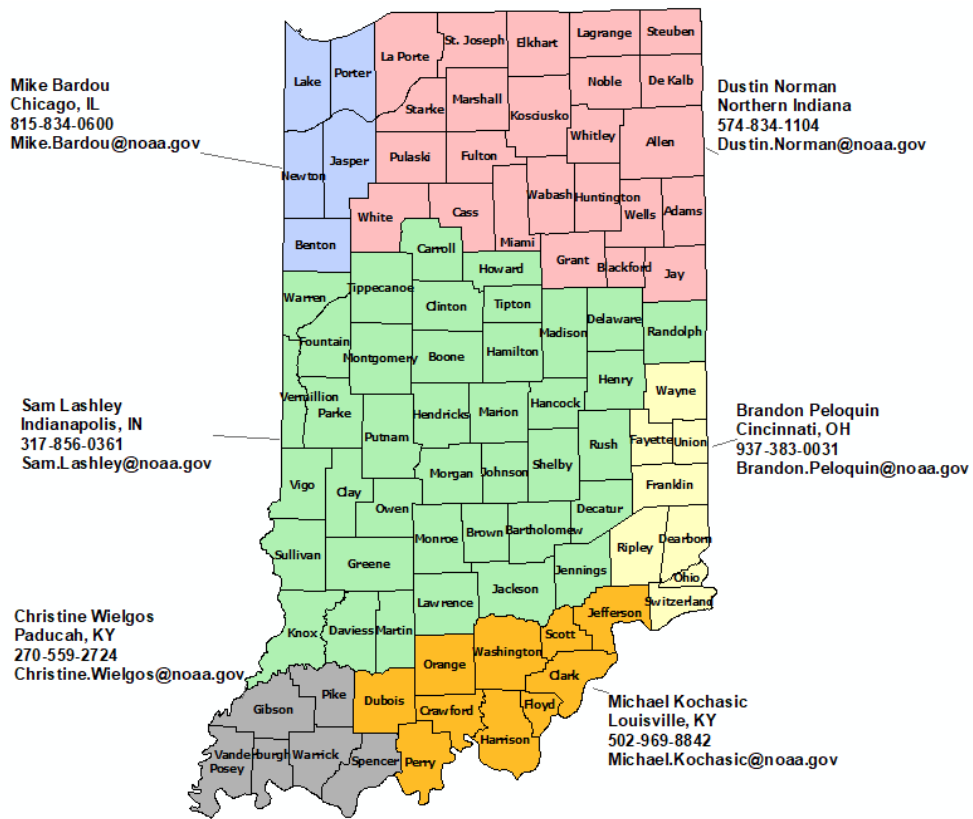 Mike Bardou
Chicago, IL
815-834-0600
Mike.Bardou@noaa.gov
Dustin Norman
Northern Indiana
574-834-1104
Dustin.Norman@noaa.gov
Sam Lashley
Indianapolis, IN
317-856-0361
Sam.Lashley@noaa.gov
Brandon Peloquin
Cincinnati, OH
937-383-0031
Brandon.Peloquin@noaa.gov
Christine Wielgos
Paducah, KY
270-559-2724
Christine.Wielgos@noaa.gov
Michael Kochasic
Louisville, KY
502-969-8842
Michael.Kochasic@noaa.gov
Lake
Porter
La Porte
St. Joseph
Elkhart
Lagrange
Steuben
Noble
De Kalb
Starke
Marshall
Kosciusko
Whitley
Allen
Newton
Jasper
Pulaski
Fulton
Wabash
Huntington
Wells
Adams
White
Cass
Miami
Benton
Carroll
Howard
Grant
Blackford
Jay
Warren
Tippecanoe
Clinton
Tipton
Madison
Delaware
Randolph
Fountain
Montgomery
Boone
Hamilton
Henry
Wayne
Vermillion
Parke
Putnam
Hendricks
Marion
Hancock
Rush
Fayette
Union
Vigo
Clay
Owen
Morgan
Johnson
Shelby
Franklin
Decatur
Monroe
Brown
Bartholomew
Ripley
Dearborn
Sullivan
Greene
Jackson
Jennings
Ohio
Switzerland
Knox
Daviess
Martin
Lawrence
Jefferson
Scott
Washington
Orange
Clark
Gibson
Pike
Dubois
Crawford
Floyd
Harrison
Vande rburgh
Posey
Warrick
Spencer
Perry